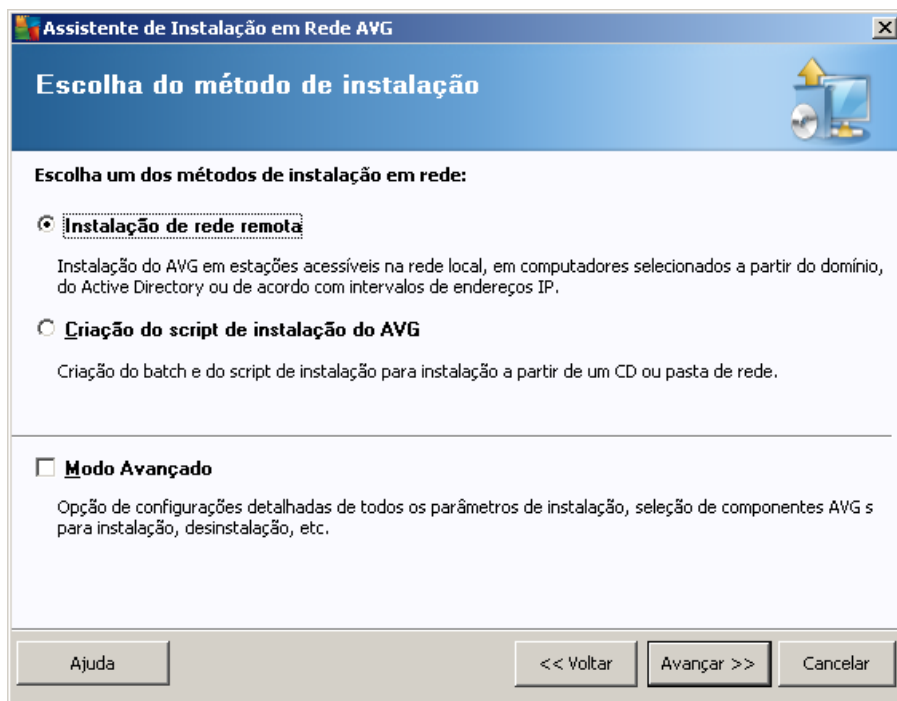 Assistente de Instalação em Rede AVG
Escolha do método de instalação
Escolha um dos métodos de instalação em rede:
Instalação de rede remota
Instalação do AVG em estações acessíveis na rede local, em computadores selecionados a partir do domínio,
do Active Directory ou de acordo com intervalos de endereços IP.
Criação do script de instalação do AVG
Criação do batch e do script de instalação para instalação a partir de um CD ou pasta de rede.
Modo Avançado
Opção de configurações detalhadas de todos os parâmetros de instalação, seleção de componentes AVG s
para instalação, desinstalação, etc.
Ajuda
<< Voltar
Avançar >>
Cancelar